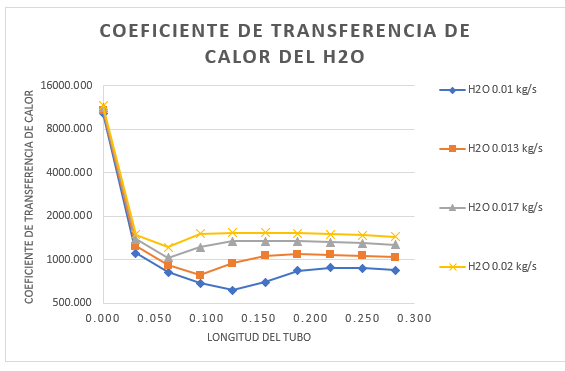 COEFICIENTE DE TRANSFERENCIA DE
CALOR DEL H2O
COEFICIENTE DE TRANSFERENCIA DE CALOR
16000.000
8000.000
4000.000
2000.000
1000.000
500.000
0.000 0.050 0.100 0.150 0.200 0.250 0.300
LONGITUD DEL TUBO
H2O 0.01 kg/s
H2O 0.013 kg/s
H2O 0.017 kg/s
H2O 0.02 kg/s